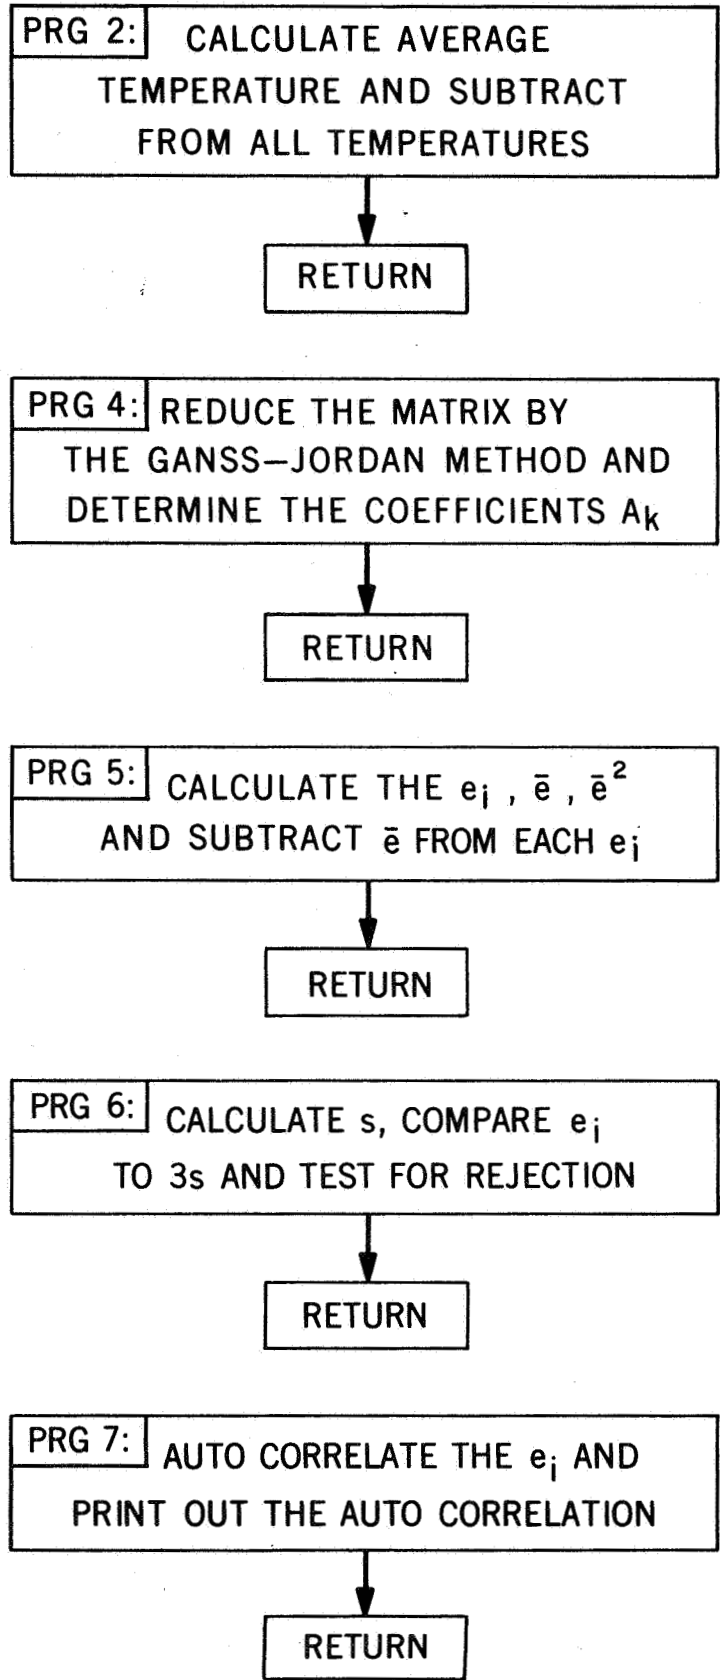 PRG 2: CALCULATE AVERAGE
TEMPERATURE AND SUBTRACT
FROM ALL TEMPERATURES
RETURN
PRG 4: REDUCE THE MATRIX BY
THE GANSS–JORDAN METHOD AND
DETERMINE THE COEFFICIENTS Aₖ
RETURN
PRG 5: CALCULATE THE eᵢ , ē , ē²
AND SUBTRACT ē FROM EACH eᵢ
RETURN
PRG 6: CALCULATE s, COMPARE eᵢ
TO 3s AND TEST FOR REJECTION
RETURN
PRG 7: AUTO CORRELATE THE eᵢ AND
PRINT OUT THE AUTO CORRELATION
RETURN